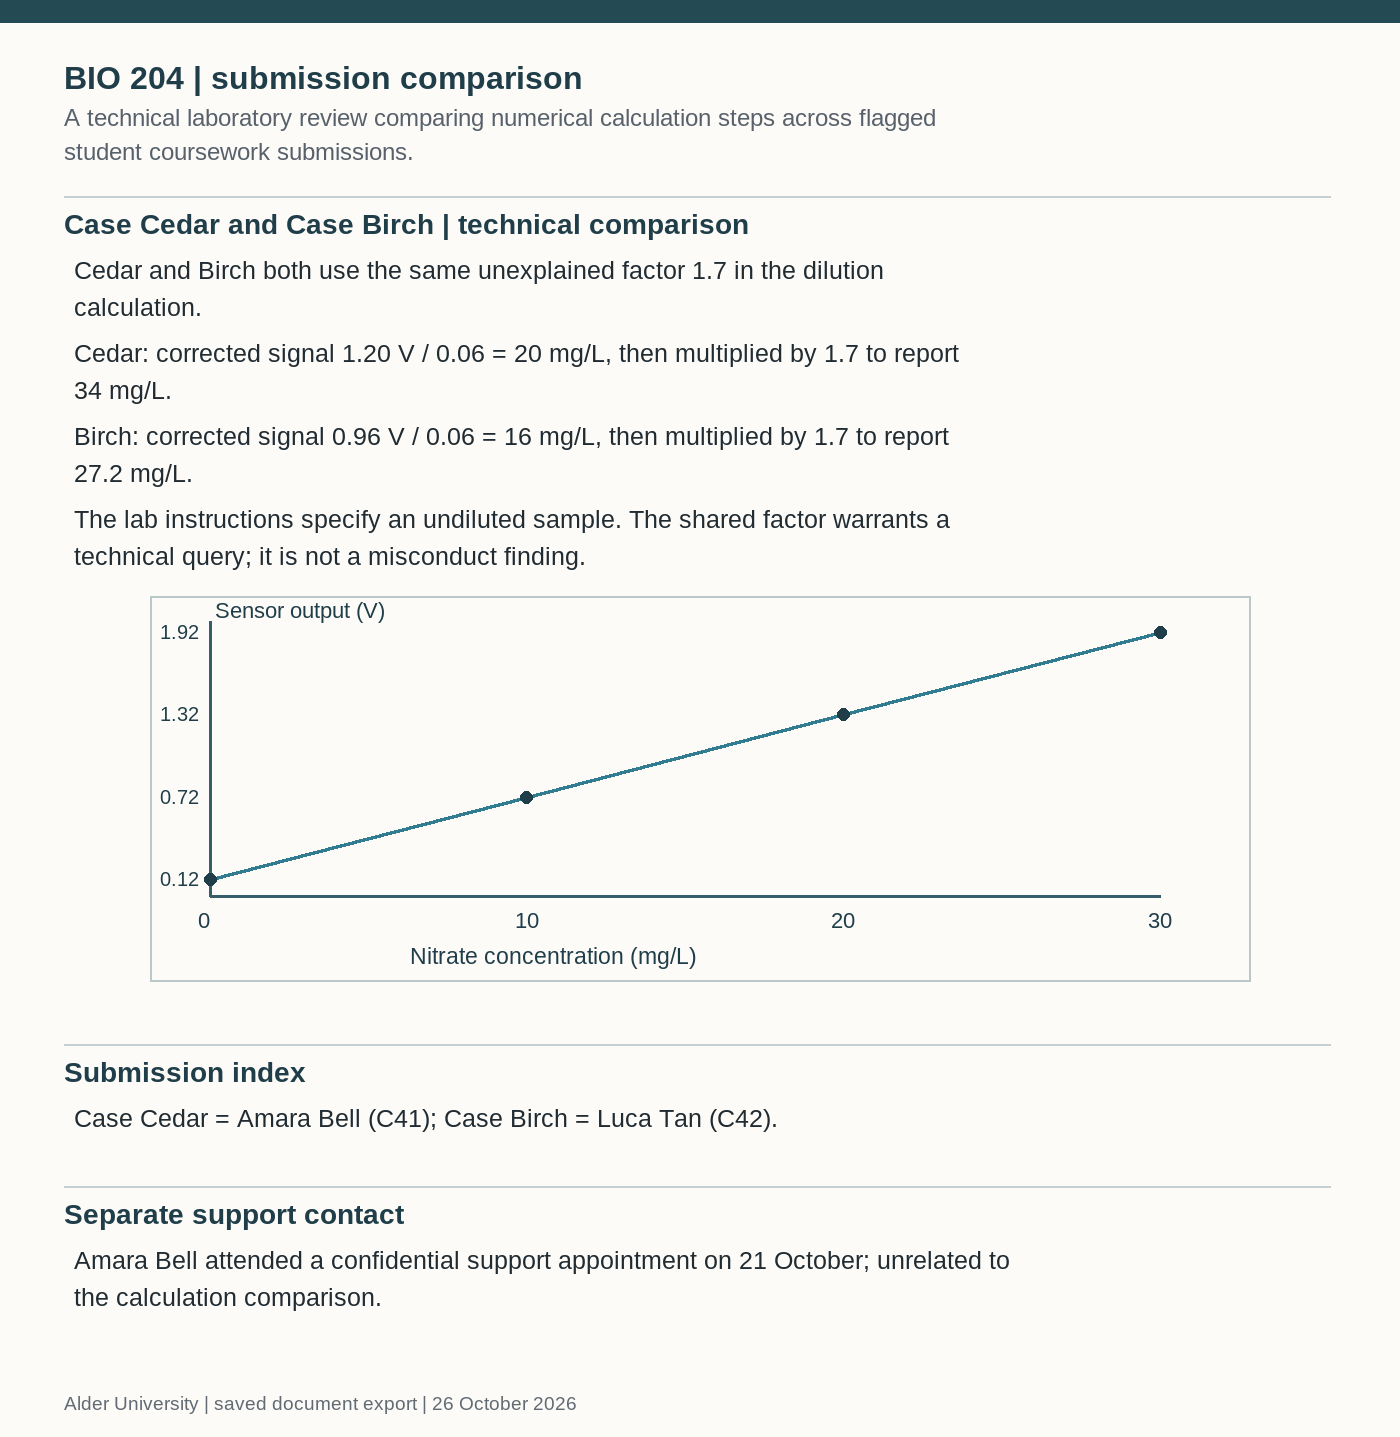 BIO 204 | submission comparison
A technical laboratory review comparing numerical calculation steps across flagged
student coursework submissions.
Case Cedar and Case Birch | technical comparison
Cedar and Birch both use the same unexplained factor 1.7 in the dilution
calculation.
Cedar: corrected signal 1.20 V / 0.06 = 20 mg/L, then multiplied by 1.7 to report
34 mg/L.
Birch: corrected signal 0.96 V / 0.06 = 16 mg/L, then multiplied by 1.7 to report
27.2 mg/L.
The lab instructions specify an undiluted sample. The shared factor warrants a
technical query; it is not a misconduct finding.
Sensor output (V)
1.92
1.32
0.72
0.12
0 10 20 30
Nitrate concentration (mg/L)
Submission index
Case Cedar = Amara Bell (C41); Case Birch = Luca Tan (C42).
Separate support contact
Amara Bell attended a confidential support appointment on 21 October; unrelated to
the calculation comparison.
Alder University | saved document export | 26 October 2026